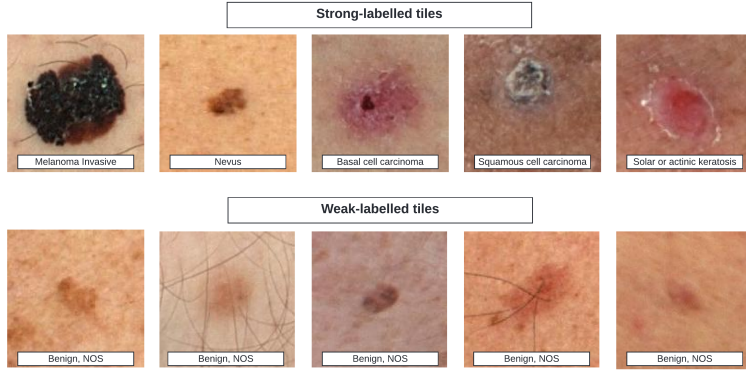 Strong-labelled tiles
Melanoma Invasive
Nevus
Basal cell carcinoma
Squamous cell carcinoma
Solar or actinic keratosis
Weak-labelled tiles
Benign, NOS
Benign, NOS
Benign, NOS
Benign, NOS
Benign, NOS